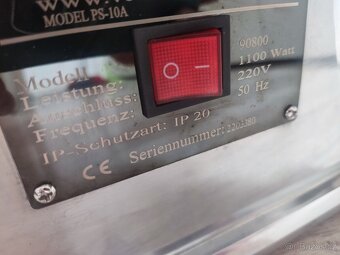 MODEL PS-10A
Modell 90800
Leistung: 1100 Watt
Anschluss: 220V
Frequenz: 50 Hz
IP-Schutzart: IP 20
Seriennummer:
CE